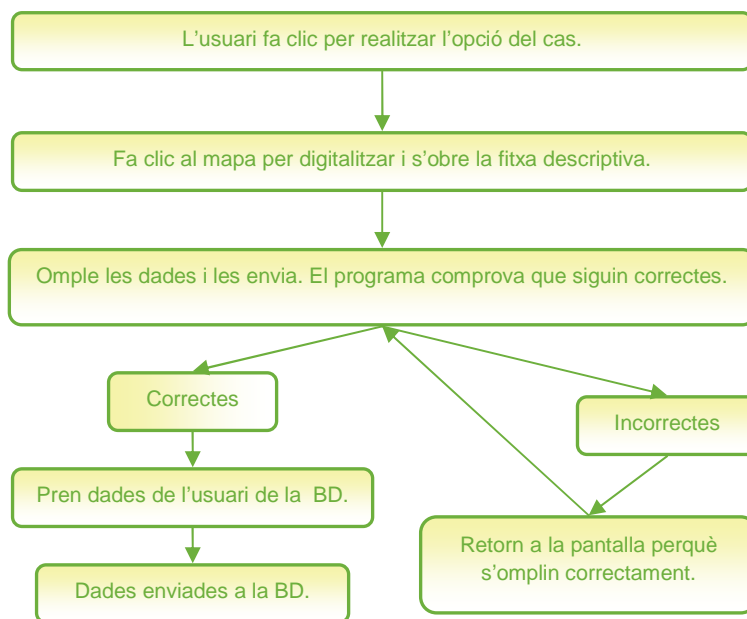 L’usuari fa clic per realitzar l’opció del cas.
Fa clic al mapa per digitalitzar i s’obre la fitxa descriptiva.
Omple les dades i les envia. El programa comprova que siguin correctes.
Correctes
Incorrectes
Pren dades de l’usuari de la BD.
Retorn a la pantalla perquè
s’omplin correctament.
Dades enviades a la BD.